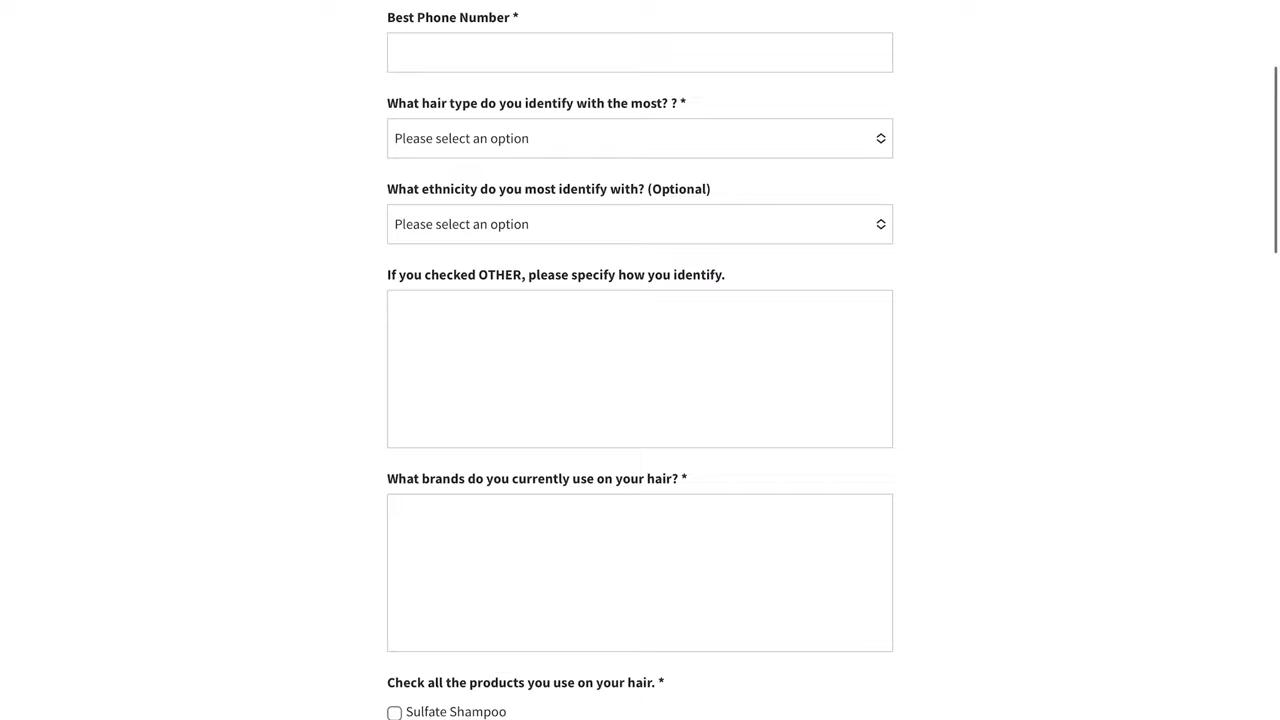 Best Phone Number *
What hair type do you identify with the most? ? *
Please select an option
What ethnicity do you most identify with? (Optional)
Please select an option
If you checked OTHER, please specify how you identify.
What brands do you currently use on your hair? *
Check all the products you use on your hair. *
Sulfate Shampoo